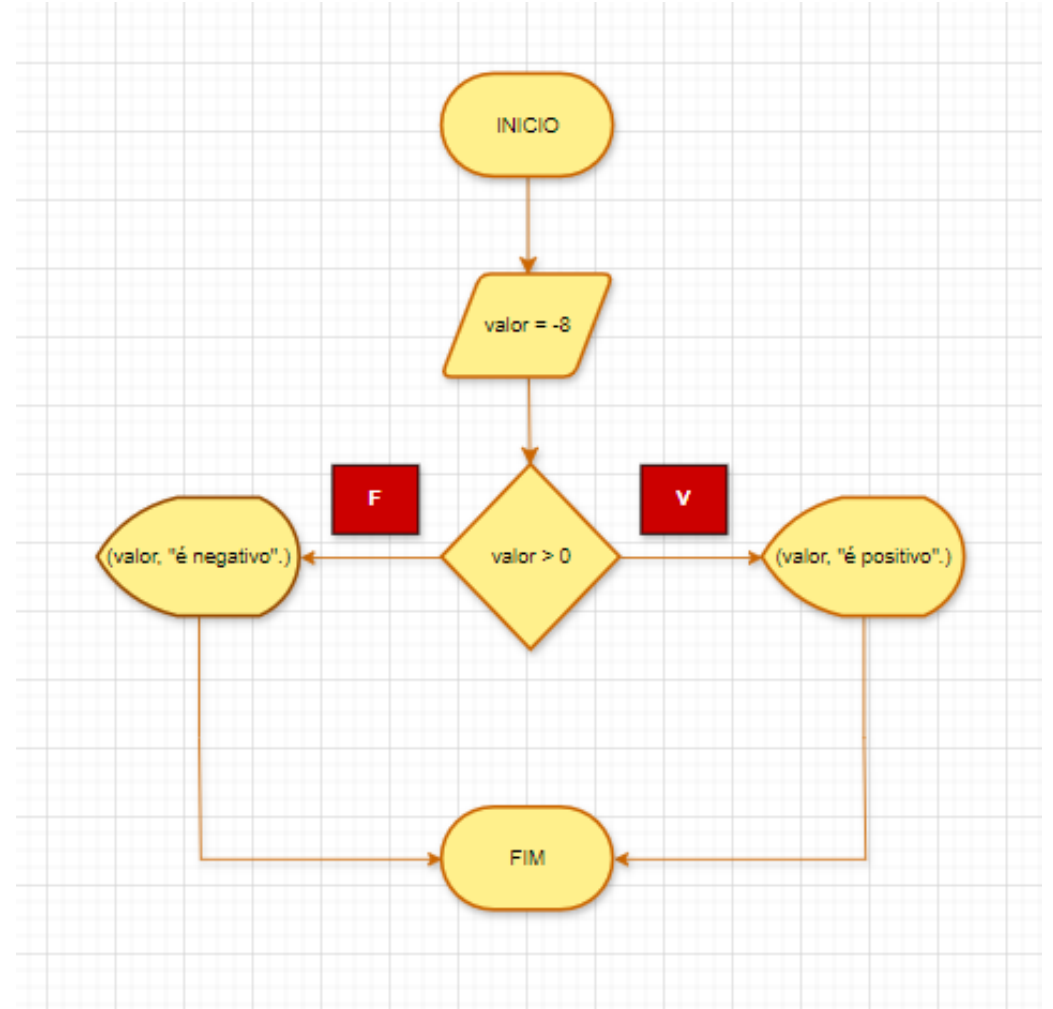 INICIO
valor = -8
F
V
(valor, "é negativo".)
valor > 0
(valor, "é positivo".)
FIM